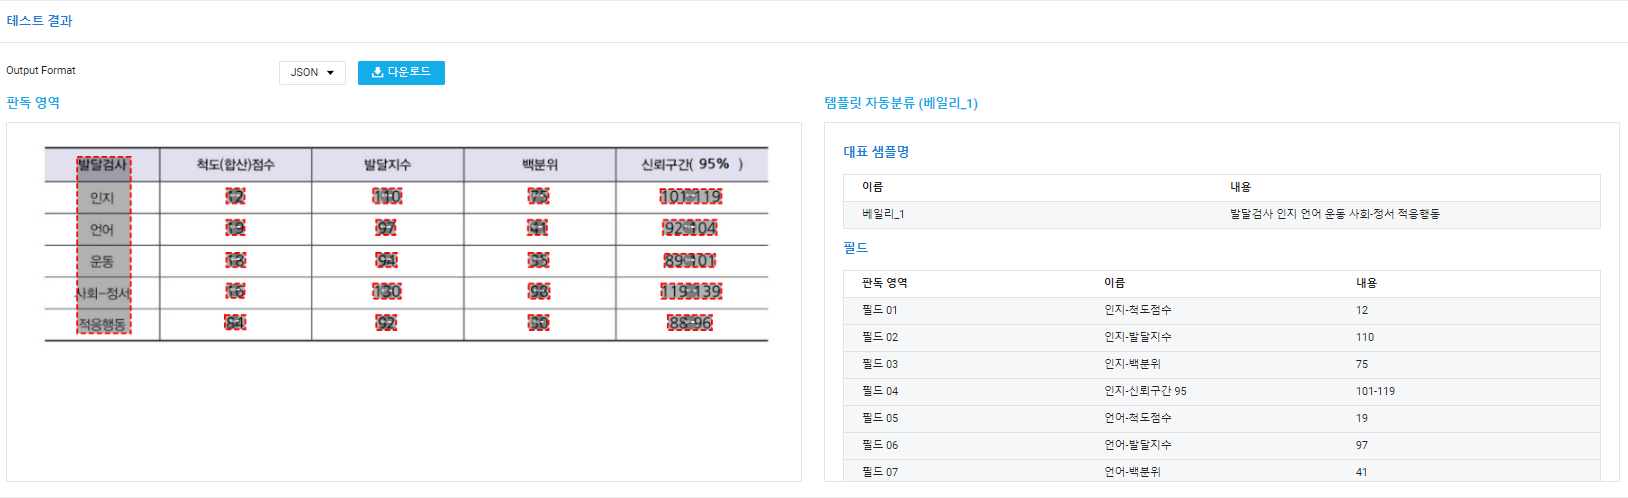 테스트 결과
Output Format
JSON
다운로드
판독 영역
발달검사 척도(합산)점수 발달지수 백분위 신뢰구간( 95% )
인지 12 110 75 101-119
언어 19 97 41 92-104
운동 18 94 35 89-101
사회-정서 16 130 98 119-139
적응행동 84 92 30 88-96
템플릿 자동분류 (베일리_1)
대표 샘플명
이름 내용
베일리_1 발달검사 인지 언어 운동 사회-정서 적응행동
필드
판독 영역 이름 내용
필드 01 인지-척도점수 12
필드 02 인지-발달지수 110
필드 03 인지-백분위 75
필드 04 인지-신뢰구간 95 101-119
필드 05 언어-척도점수 19
필드 06 언어-발달지수 97
필드 07 언어-백분위 41